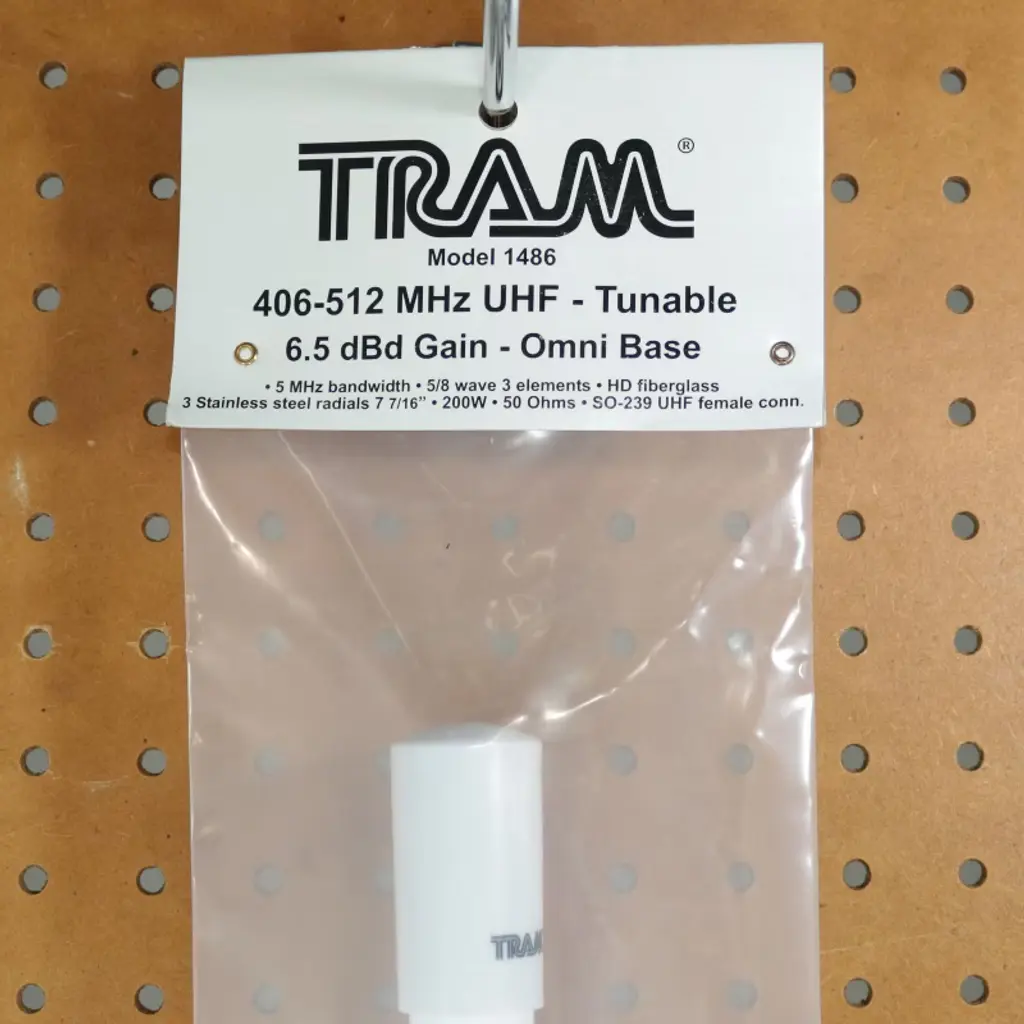 TRAM®
Model 1486
406-512 MHz UHF - Tunable
6.5 dBd Gain - Omni Base
• 5 MHz bandwidth • 5/8 wave 3 elements • HD fiberglass
3 Stainless steel radials 7 7/16” • 200W • 50 Ohms • SO-239 UHF female conn.
TRAM